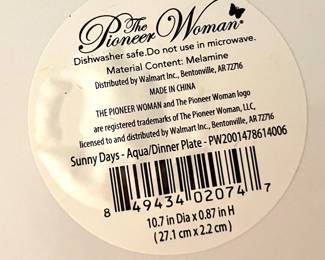 The
Pioneer Woman
Dishwasher safe.Do not use in microwave.
Material Content: Melamine
Distributed by Walmart Inc., Bentonville, AR 72716
MADE IN CHINA
THE PIONEER WOMAN and The Pioneer Woman logo
are registered trademarks of The Pioneer Woman, LLC,
licensed to and distributed by Walmart Inc., Bentonville, AR 72716
Sunny Days - Aqua/Dinner Plate - PW2001478614006
8 49434 02074 7
10.7 in Dia x 0.87 in H
( 27.1 cm x 2.2 cm )